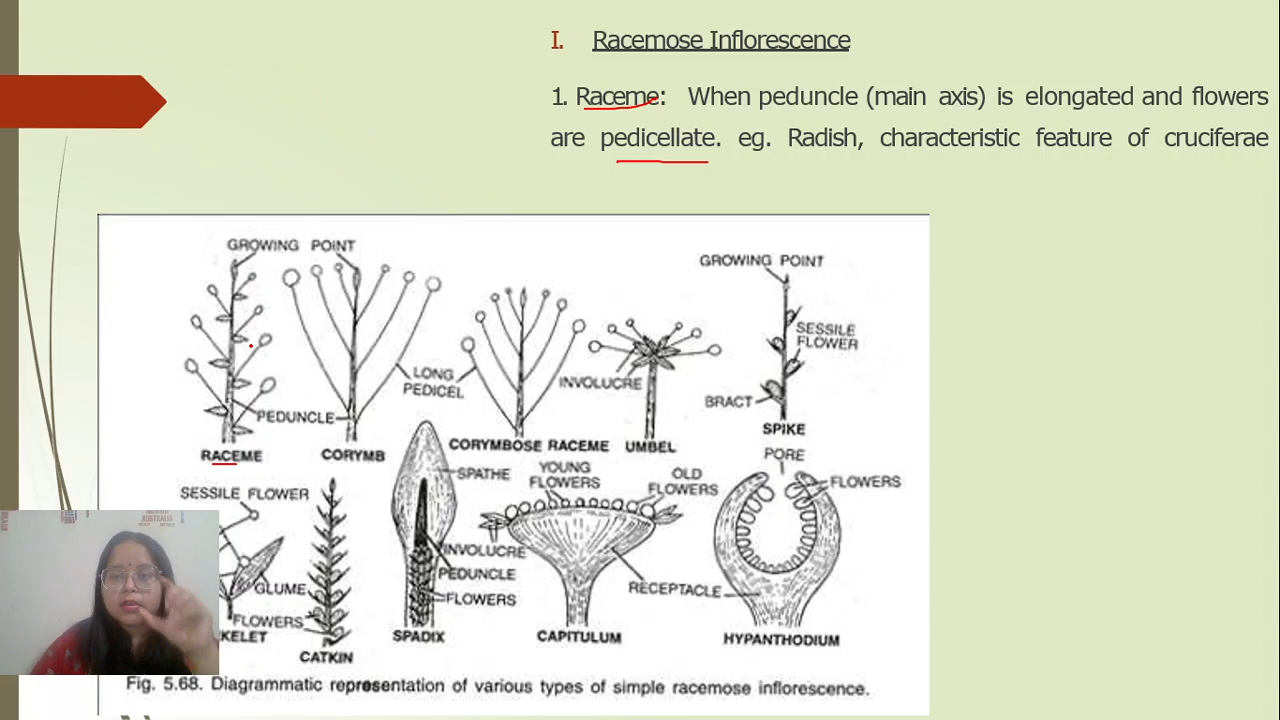 I. Racemose Inflorescence
1. Raceme: When peduncle (main axis) is elongated and flowers
are pedicellate. eg. Radish, characteristic feature of cruciferae
GROWING POINT
GROWING POINT
SESSILE
FLOWER
LONG
PEDICEL
INVOLUCRE
BRACT
PEDUNCLE
RACEME
CORYMB
CORYMBOSE RACEME
UMBEL
SPIKE
PORE
SPATHE
YOUNG
FLOWERS
OLD
FLOWERS
FLOWERS
SESSILE FLOWER
INVOLUCRE
PEDUNCLE
GLUME
RECEPTACLE
FLOWERS
FLOWERS
KELET
SPADIX
CAPITULUM
HYPANTHODIUM
CATKIN
AUSTRALIA
Fig. 5.68. Diagrammatic representation of various types of simple racemose inflorescence.